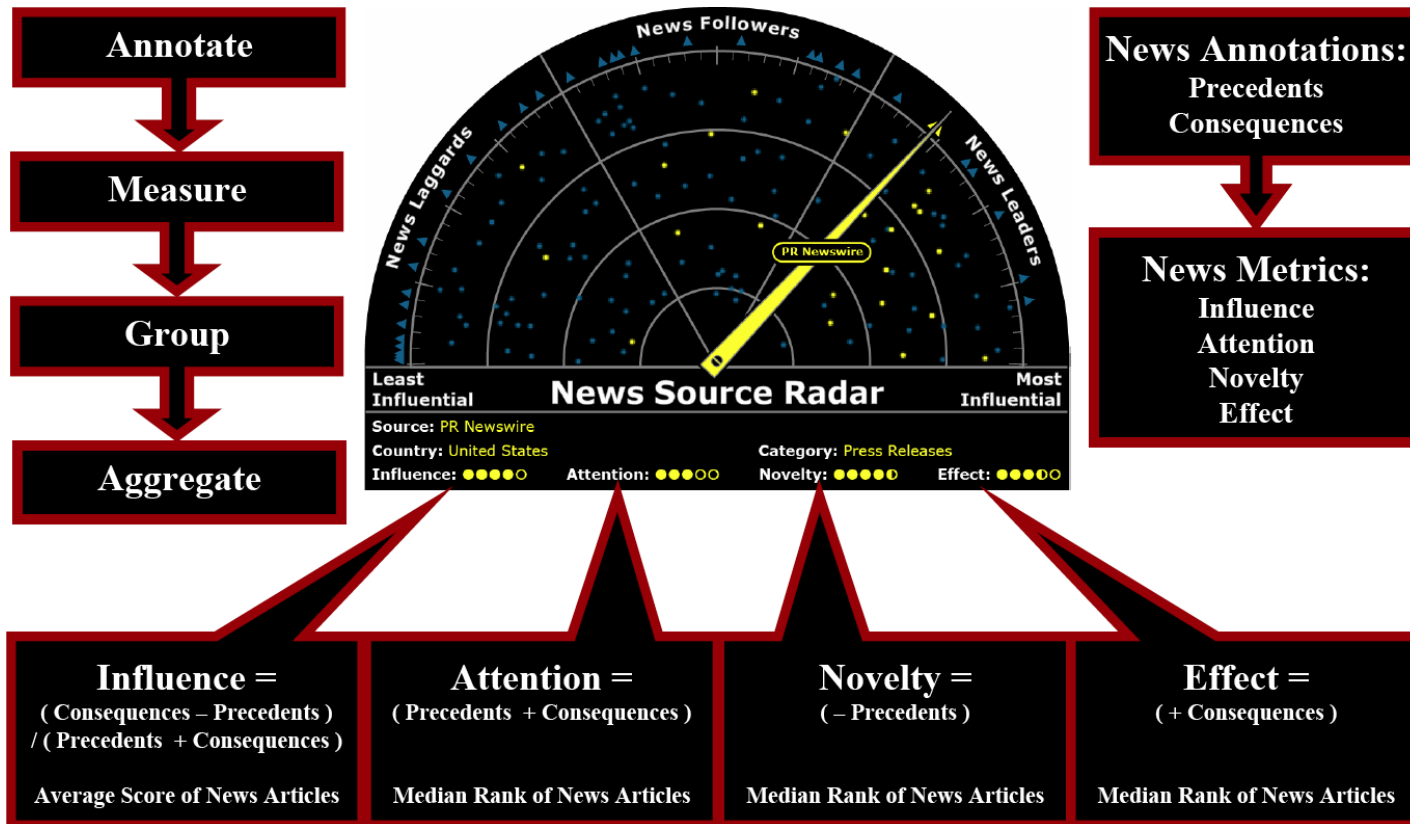 Annotate
Measure
Group
Aggregate
News Followers
News Laggards
News Leaders
PR Newswire
Least
Influential
News Source Radar
Most
Influential
Source: PR Newswire
Country: United States
Category: Press Releases
Influence:
Attention:
Novelty:
Effect:
News Annotations:
Precedents
Consequences
News Metrics:
Influence
Attention
Novelty
Effect
Influence =
( Consequences – Precedents )
/ ( Precedents + Consequences )
Average Score of News Articles
Attention =
( Precedents + Consequences )
Median Rank of News Articles
Novelty =
( – Precedents )
Median Rank of News Articles
Effect =
( + Consequences )
Median Rank of News Articles